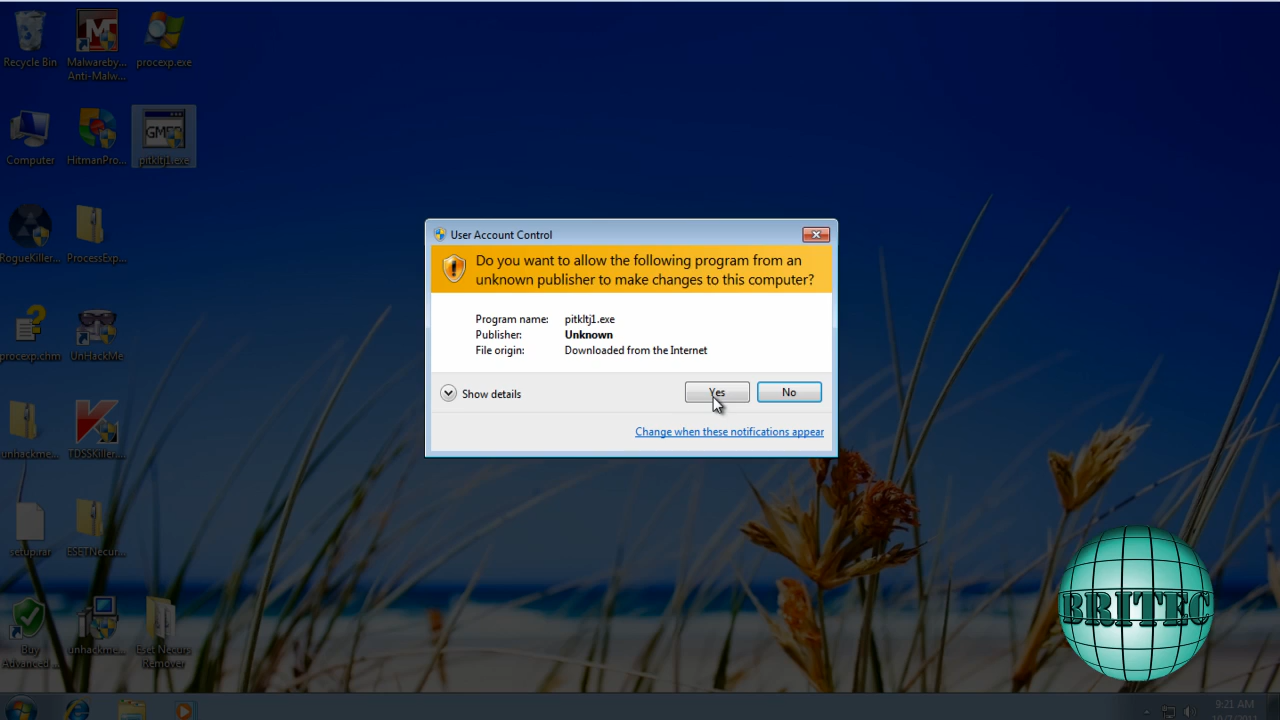 Recycle Bin
Malwareby...
Anti-Malw...
procexp.exe
GMER
Computer
HitmanPro...
pitkltj1.exe
RogueKiller...
ProcessExp...
procexp.chm
UnHackMe
unhackme...
TDSSKiller...
setup.rar
ESETNecur...
Buy
Advanced ...
unhackme...
Eset Necurs
Remover
User Account Control
Do you want to allow the following program from an
unknown publisher to make changes to this computer?
Program name: pitkltj1.exe
Publisher: Unknown
File origin: Downloaded from the Internet
Show details
Yes
No
Change when these notifications appear
BRITEC
9:21 AM